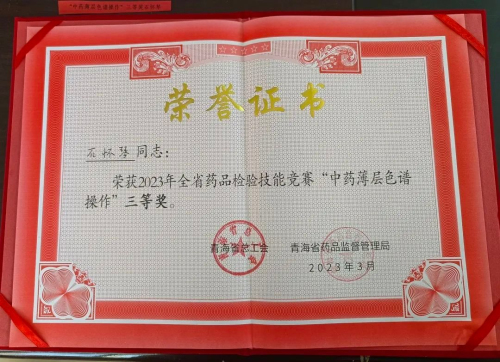 荣誉证书
同志：
荣获2023年全省药品检验技能竞赛“中药薄层色谱
操作”三等奖。
青海省总工会 青海省药品监督管理局
2023年3月